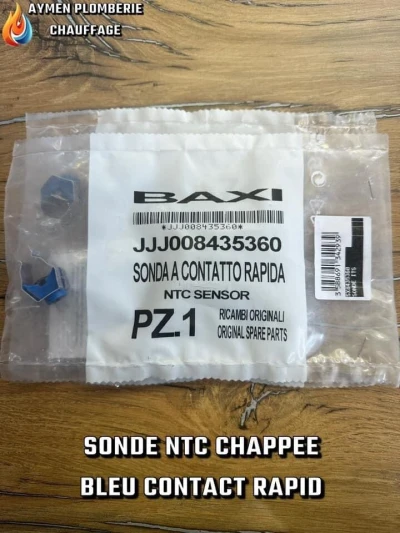 AYMEN PLOMBERIE
CHAUFFAGE
BAXI
*JJJ008435360*
JJJ008435360
SONDA A CONTATTO RAPIDA
NTC SENSOR
PZ.1
RICAMBI ORIGINALI
ORIGINAL SPARE PARTS
SONDE NTC CHAPPEE
BLEU CONTACT RAPID